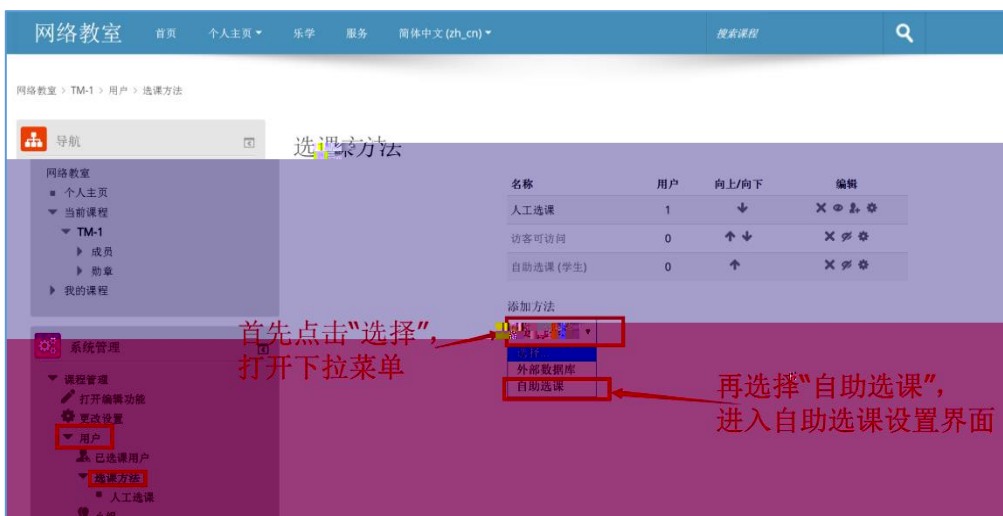 网络教室 首页 个人主页 乐学 服务 简体中文 (zh_cn) 搜索课程
网络教室 > TM-1 > 用户 > 选课方法
导航
网络教室
个人主页
当前课程
TM-1
成员
勋章
我的课程
系统管理
课程管理
打开编辑功能
更改设置
用户
已选课用户
选课方法
人工选课
选课方法
名称 用户 向上/向下 编辑
人工选课 1
访客可访问 0
自助选课 (学生) 0
添加方法
选择...
外部数据库
自助选课
首先点击“选择”,
打开下拉菜单
再选择“自助选课”,
进入自助选课设置界面